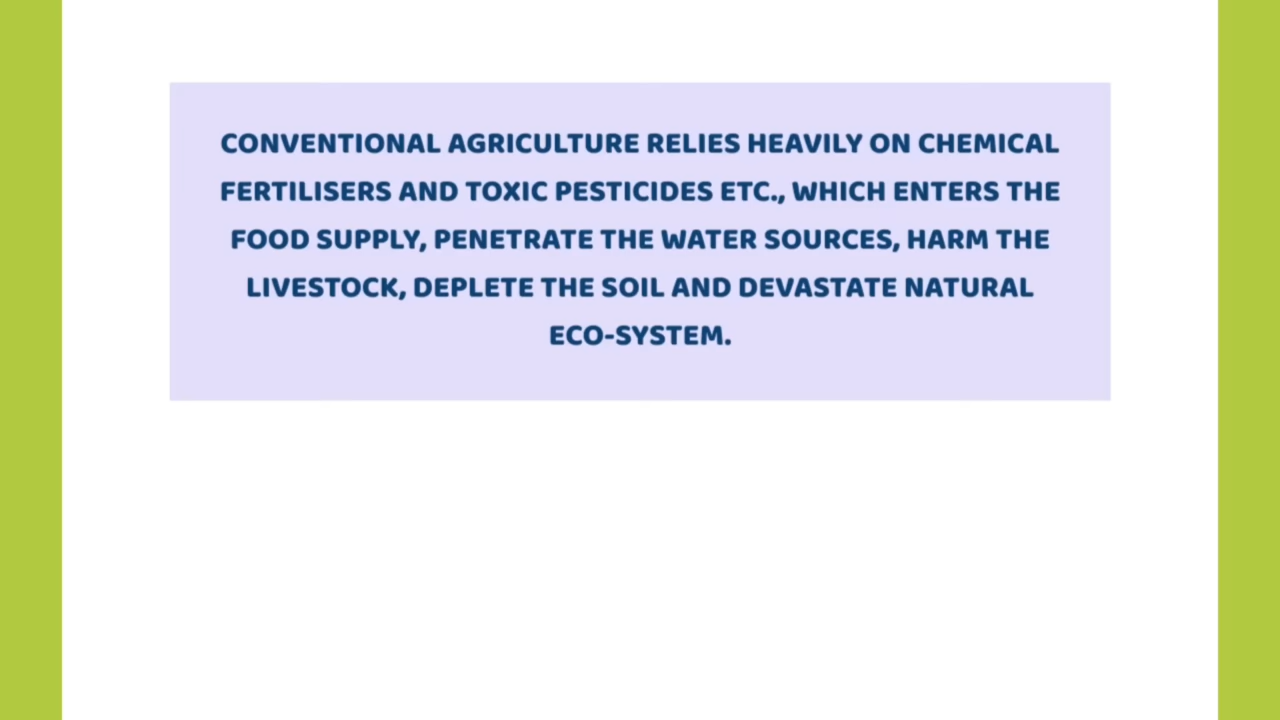 CONVENTIONAL AGRICULTURE RELIES HEAVILY ON CHEMICAL
FERTILISERS AND TOXIC PESTICIDES ETC., WHICH ENTERS THE
FOOD SUPPLY, PENETRATE THE WATER SOURCES, HARM THE
LIVESTOCK, DEPLETE THE SOIL AND DEVASTATE NATURAL
ECO-SYSTEM.